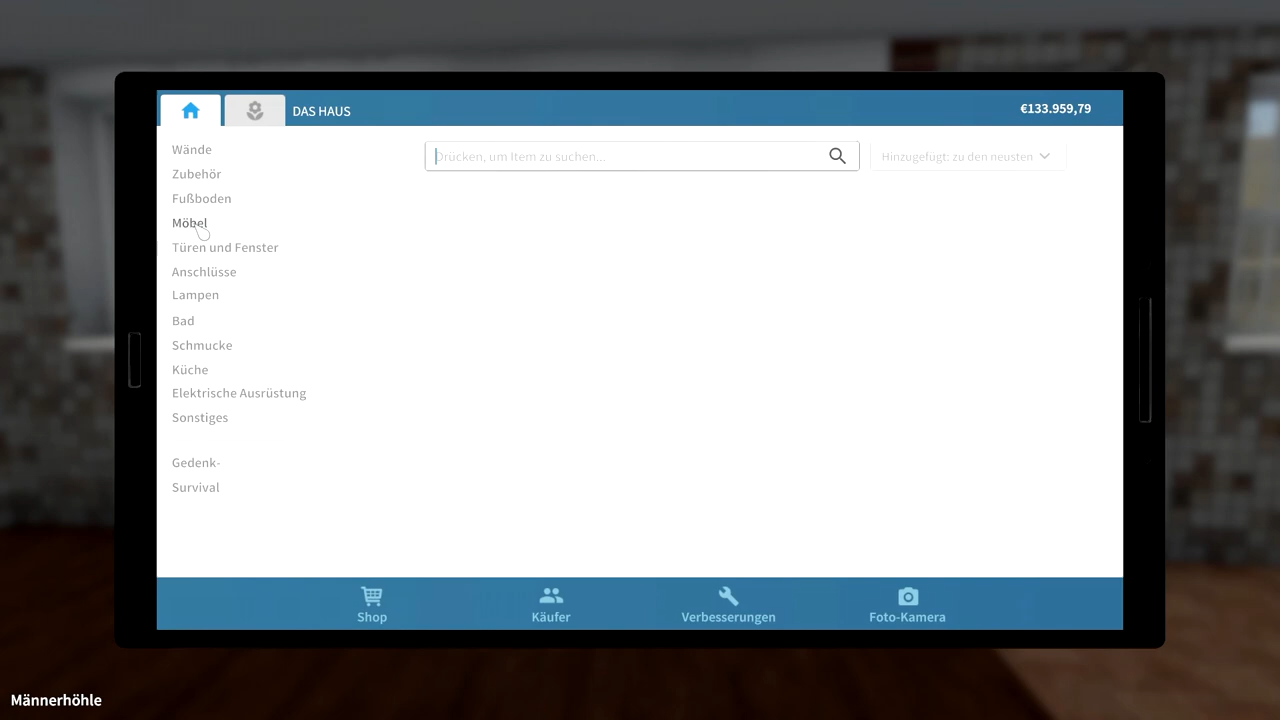 DAS HAUS
€133.959,79
Wände
Zubehör
Fußboden
Möbel
Türen und Fenster
Anschlüsse
Lampen
Bad
Schmucke
Küche
Elektrische Ausrüstung
Sonstiges
Gedenk-
Survival
Drücken, um Item zu suchen...
Hinzugefügt: zu den neusten
Shop
Käufer
Verbesserungen
Foto-Kamera
Männerhöhle